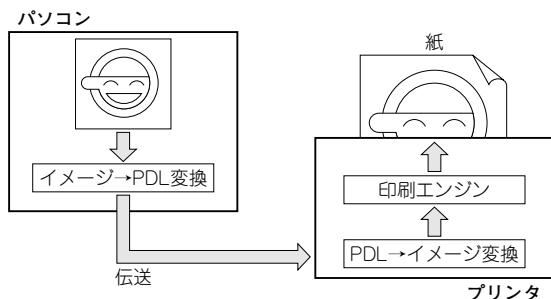 パソコン
イメージ→PDL変換
伝送
紙
印刷エンジン
PDL→イメージ変換
プリンタ